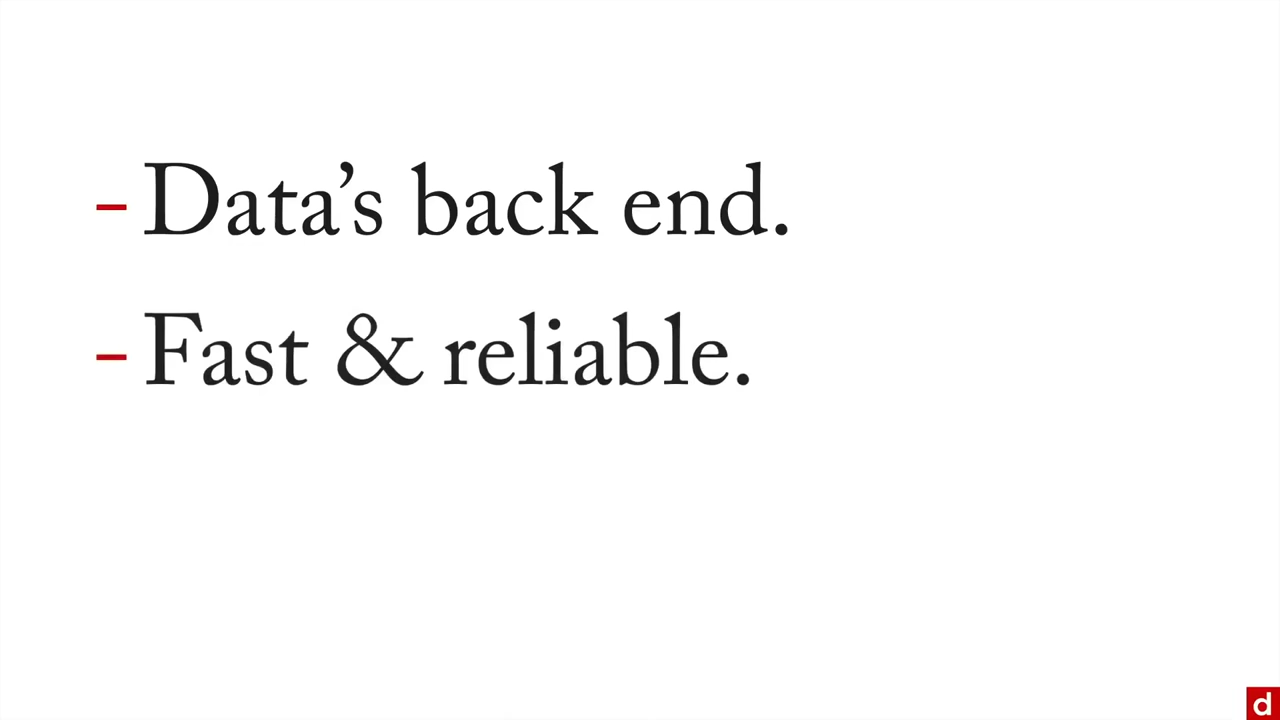 - Data’s back end.
- Fast & reliable.
d